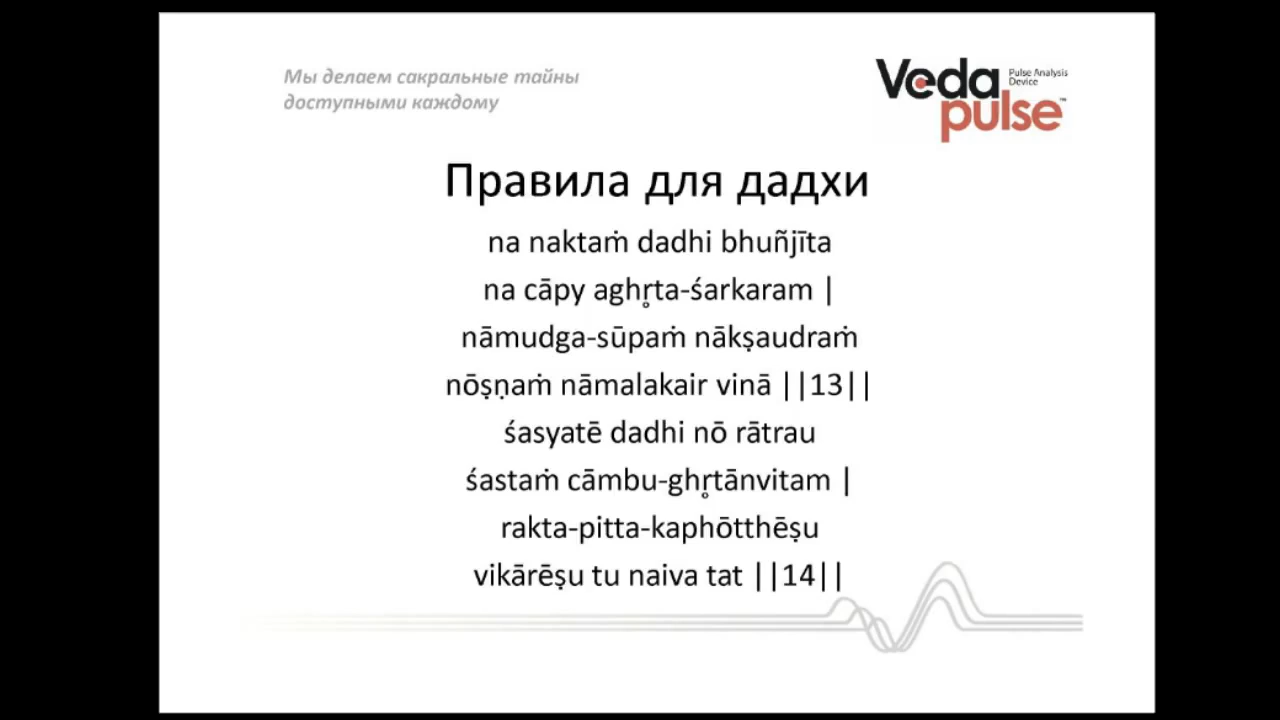 Мы делаем сакральные тайны
доступными каждому
Veda
Pulse Analysis
Device
pulse™
Правила для дадхи
na naktaṁ dadhi bhuñjīta
na cāpy aghr̥ta-śarkaram |
nāmudga-sūpaṁ nākṣaudraṁ
nōṣṇaṁ nāmalakair vinā ||13||
śasyatē dadhi nō rātrau
śastaṁ cāmbu-ghr̥tānvitam |
rakta-pitta-kaphōtthēṣu
vikārēṣu tu naiva tat ||14||